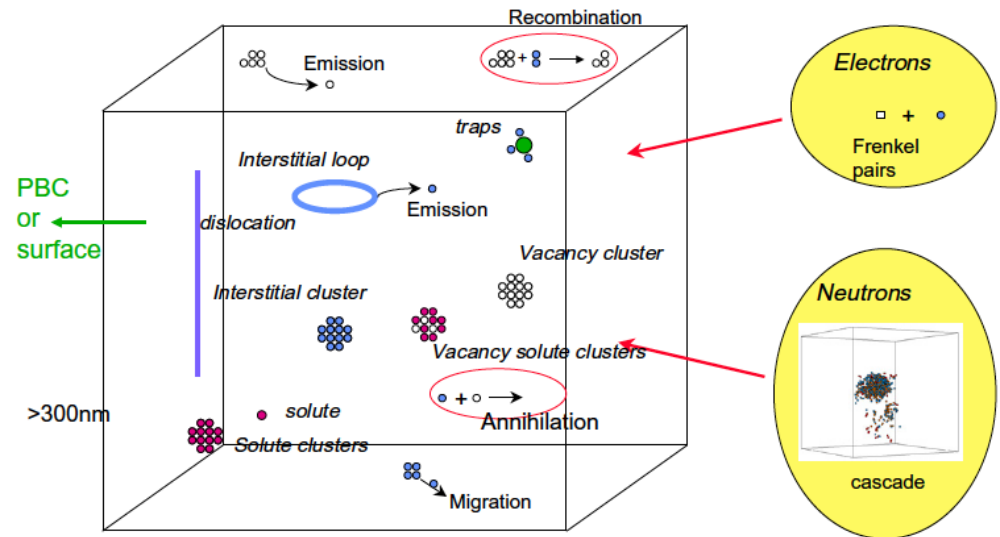 Recombination
+
Emission
Electrons
+
Frenkel
pairs
traps
Interstitial loop
Emission
PBC
or
surface
dislocation
Vacancy cluster
Interstitial cluster
Neutrons
Vacancy solute clusters
+
Annihilation
>300nm
solute
Solute clusters
cascade
Migration